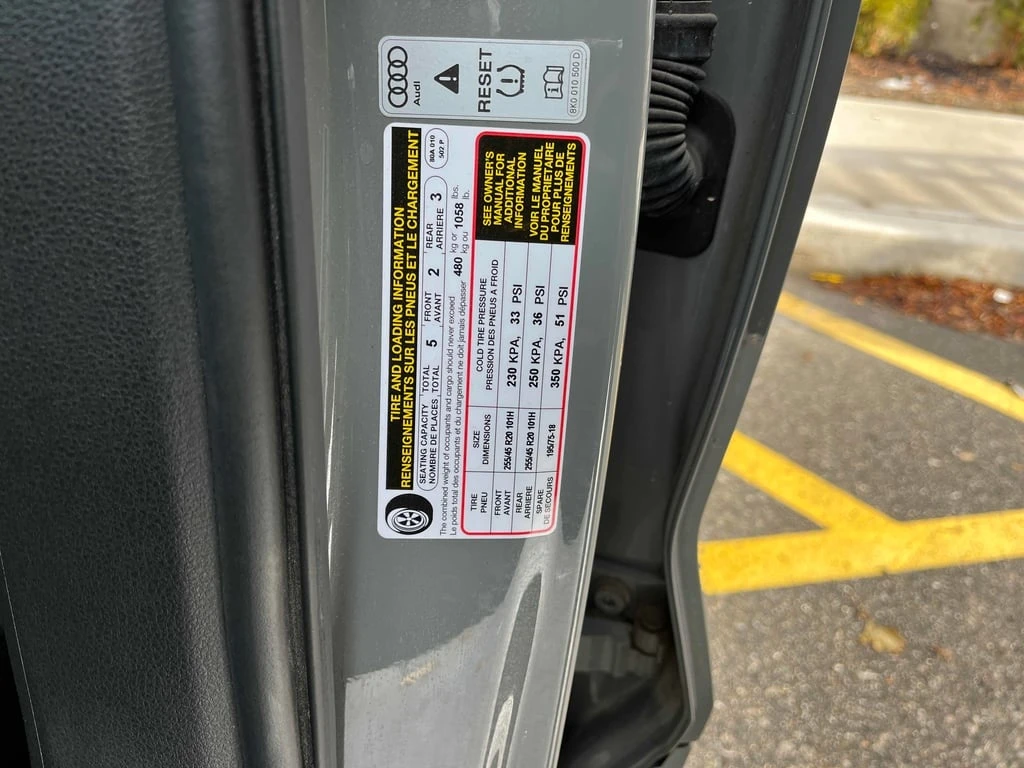 Audi
RESET
8K0 010 500 D
TIRE AND LOADING INFORMATION
RENSEIGNEMENTS SUR LES PNEUS ET LE CHARGEMENT
80A 010
502 P
SEATING CAPACITY TOTAL 5 FRONT 2 REAR 3
NOMBRE DE PLACES TOTAL AVANT ARRIERE
The combined weight of occupants and cargo should never exceed 480 kg or 1058 lbs.
Le poids total des occupants et du chargement ne doit jamais dépasser kg ou lb.
TIRE SIZE COLD TIRE PRESSURE
PNEU DIMENSIONS PRESSION DES PNEUS A FROID
FRONT
AVANT 255/45 R20 101H 230 KPA, 33 PSI
REAR
ARRIERE 255/45 R20 101H 250 KPA, 36 PSI
SPARE
DE SECOURS 195/75-18 350 KPA, 51 PSI
SEE OWNER'S
MANUAL FOR
ADDITIONAL
INFORMATION
VOIR LE MANUEL
DU PROPRIETAIRE
POUR PLUS DE
RENSEIGNEMENTS